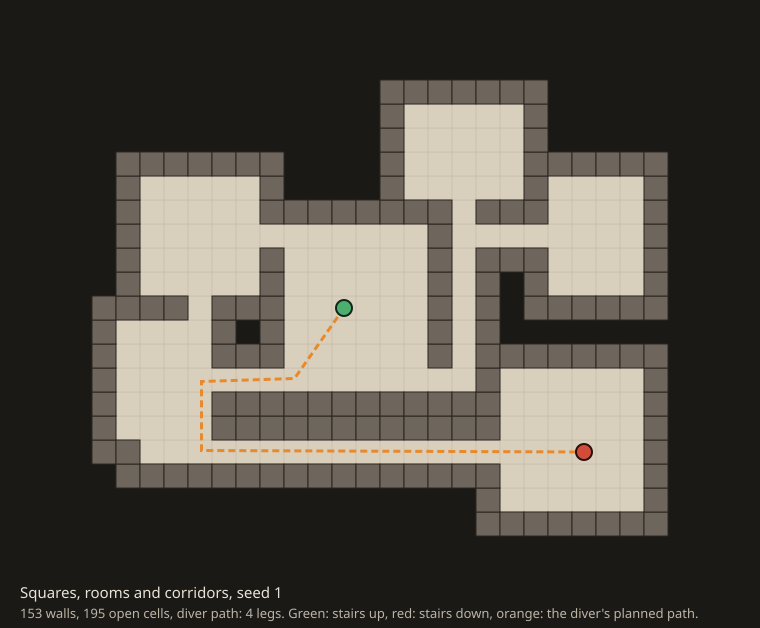 Squares, rooms and corridors, seed 1
153 walls, 195 open cells, diver path: 4 legs. Green: stairs up, red: stairs down, orange: the diver's planned path.